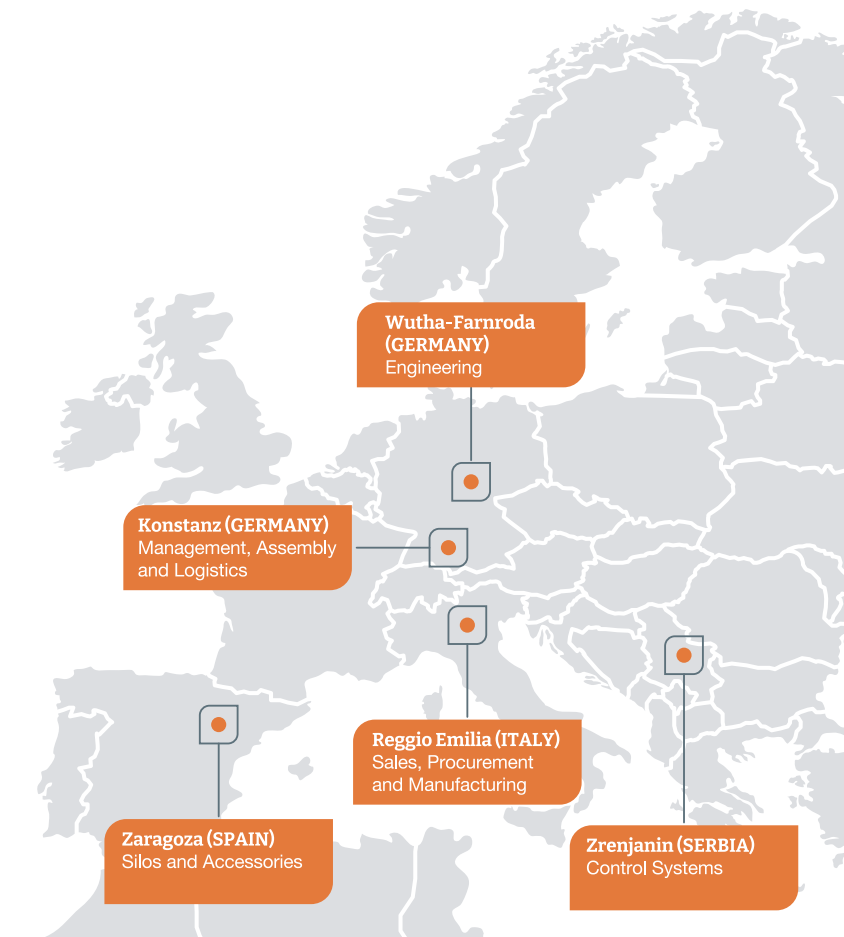 Wutha-Farnroda
(GERMANY)
Engineering
Konstanz (GERMANY)
Management, Assembly
and Logistics
Reggio Emilia (ITALY)
Sales, Procurement
and Manufacturing
Zaragoza (SPAIN)
Silos and Accessories
Zrenjanin (SERBIA)
Control Systems